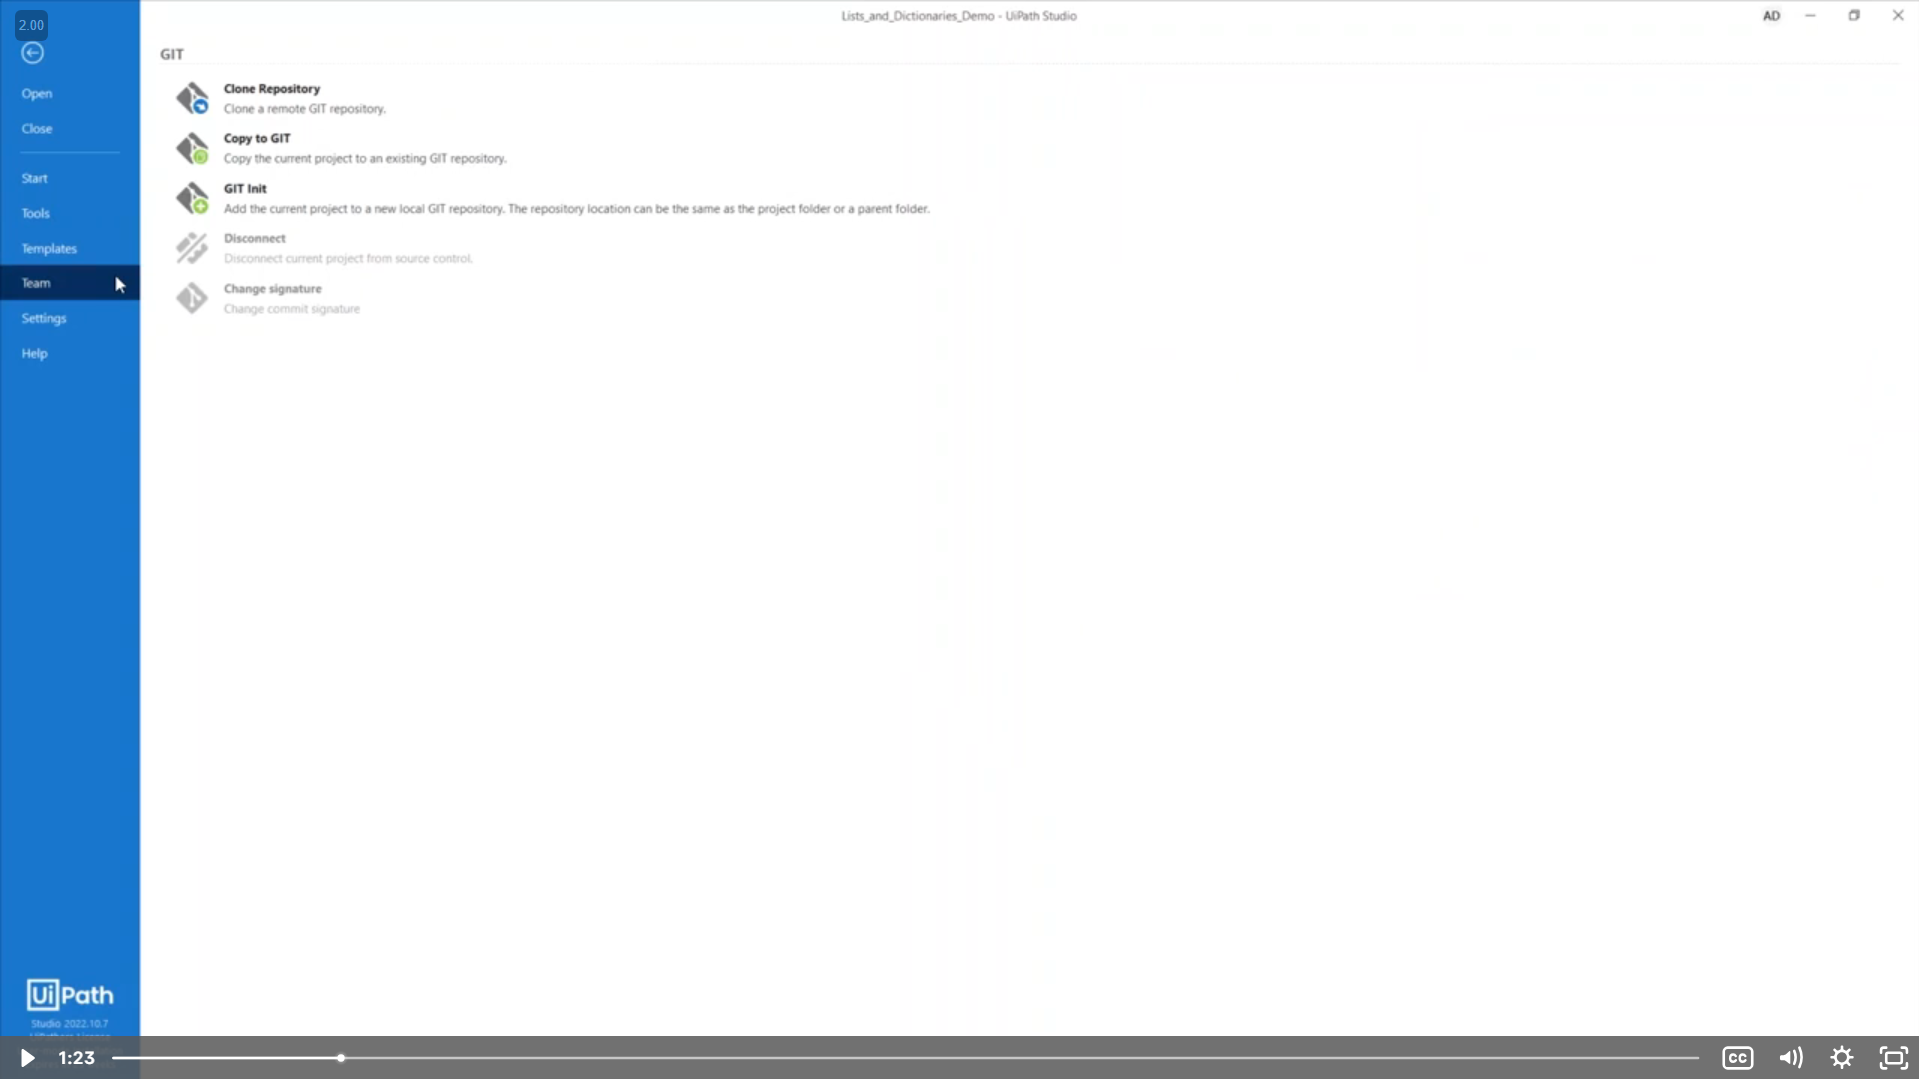 2.00
Lists_and_Dictionaries_Demo - UiPath Studio
AD
GIT
Open
Close
Start
Tools
Templates
Team
Settings
Help
Clone Repository
Clone a remote GIT repository.
Copy to GIT
Copy the current project to an existing GIT repository.
GIT Init
Add the current project to a new local GIT repository. The repository location can be the same as the project folder or a parent folder.
Disconnect
Disconnect current project from source control.
Change signature
Change commit signature
UiPath
Studio 2022.10.7
1:23
CC